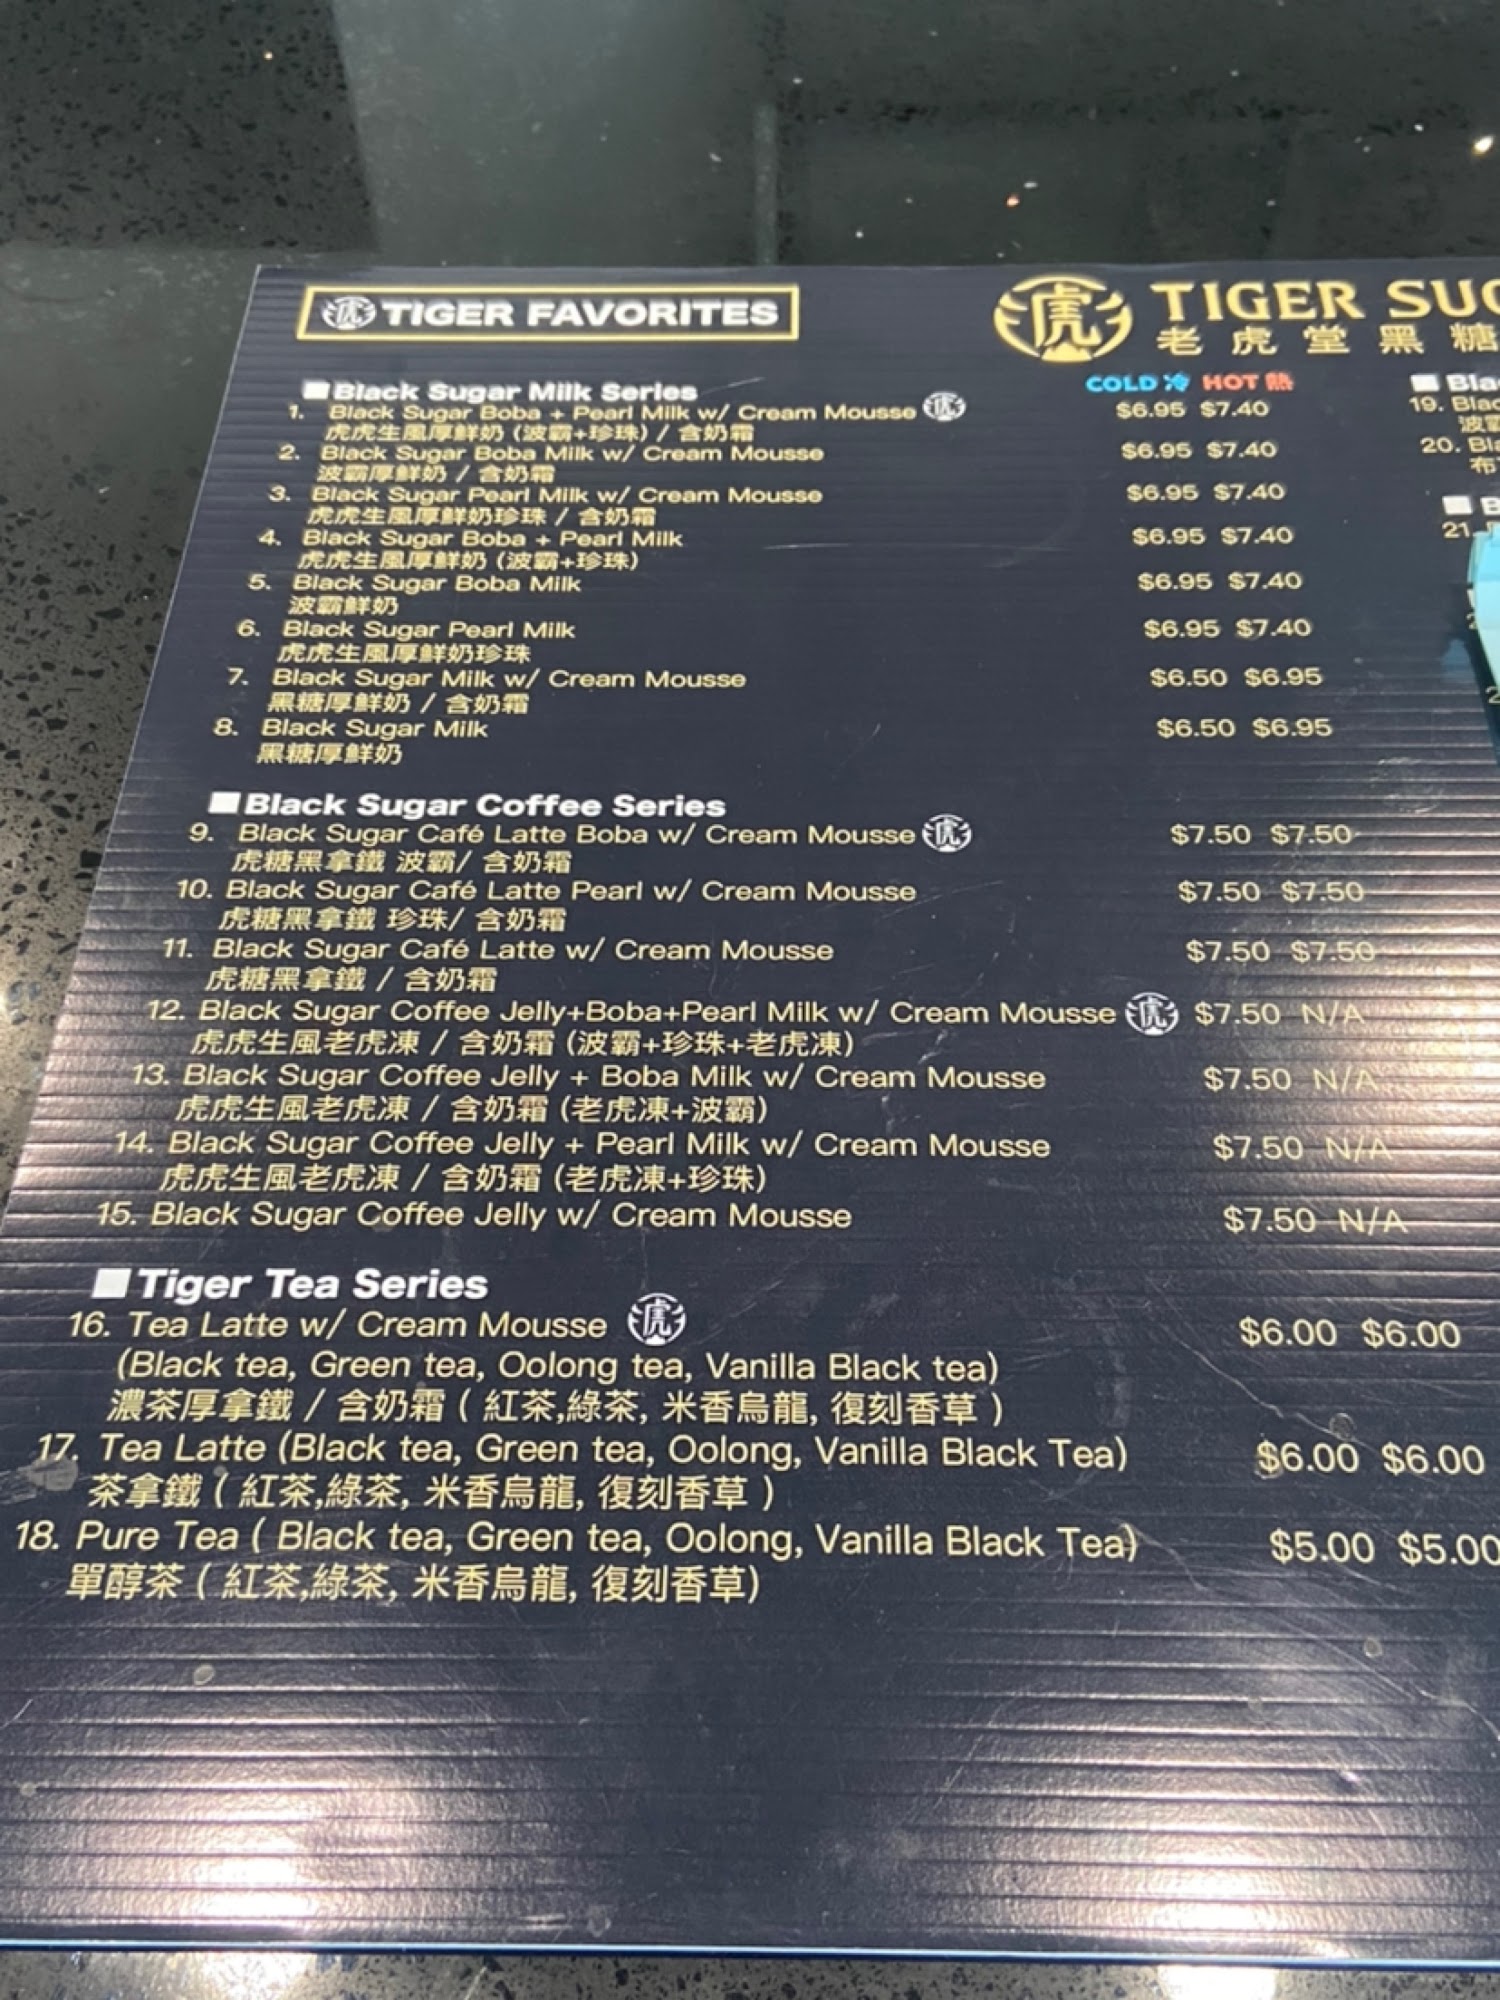 虎 TIGER FAVORITES
虎 TIGER SUG
老虎堂黑糖
COLD 冷 HOT 熱
■ Black Sugar Milk Series
1. Black Sugar Boba + Pearl Milk w/ Cream Mousse 虎 $6.95 $7.40
虎虎生風厚鮮奶 (波霸+珍珠) / 含奶霜
2. Black Sugar Boba Milk w/ Cream Mousse $6.95 $7.40
波霸厚鮮奶 / 含奶霜
3. Black Sugar Pearl Milk w/ Cream Mousse $6.95 $7.40
虎虎生風厚鮮奶珍珠 / 含奶霜
4. Black Sugar Boba + Pearl Milk $6.95 $7.40
虎虎生風厚鮮奶 (波霸+珍珠)
5. Black Sugar Boba Milk $6.95 $7.40
波霸鮮奶
6. Black Sugar Pearl Milk $6.95 $7.40
虎虎生風厚鮮奶珍珠
7. Black Sugar Milk w/ Cream Mousse $6.50 $6.95
黑糖厚鮮奶 / 含奶霜
8. Black Sugar Milk $6.50 $6.95
黑糖厚鮮奶
■ Black Sugar Coffee Series
9. Black Sugar Café Latte Boba w/ Cream Mousse 虎 $7.50 $7.50
虎糖黑拿鐵 波霸/ 含奶霜
10. Black Sugar Café Latte Pearl w/ Cream Mousse $7.50 $7.50
虎糖黑拿鐵 珍珠/ 含奶霜
11. Black Sugar Café Latte w/ Cream Mousse $7.50 $7.50
虎糖黑拿鐵 / 含奶霜
12. Black Sugar Coffee Jelly+Boba+Pearl Milk w/ Cream Mousse 虎 $7.50 N/A
虎虎生風老虎凍 / 含奶霜 (波霸+珍珠+老虎凍)
13. Black Sugar Coffee Jelly + Boba Milk w/ Cream Mousse $7.50 N/A
虎虎生風老虎凍 / 含奶霜 (老虎凍+波霸)
14. Black Sugar Coffee Jelly + Pearl Milk w/ Cream Mousse $7.50 N/A
虎虎生風老虎凍 / 含奶霜 (老虎凍+珍珠)
15. Black Sugar Coffee Jelly w/ Cream Mousse $7.50 N/A
■ Tiger Tea Series
16. Tea Latte w/ Cream Mousse 虎 $6.00 $6.00
(Black tea, Green tea, Oolong tea, Vanilla Black tea)
濃茶厚拿鐵 / 含奶霜 ( 紅茶,綠茶, 米香烏龍, 復刻香草 )
17. Tea Latte (Black tea, Green tea, Oolong, Vanilla Black Tea) $6.00 $6.00
茶拿鐵 ( 紅茶,綠茶, 米香烏龍, 復刻香草 )
18. Pure Tea ( Black tea, Green tea, Oolong, Vanilla Black Tea) $5.00 $5.00
單醇茶 ( 紅茶,綠茶, 米香烏龍, 復刻香草)
■ Blac
19. Blac
波霸
20. Bla
布
■ B
21.